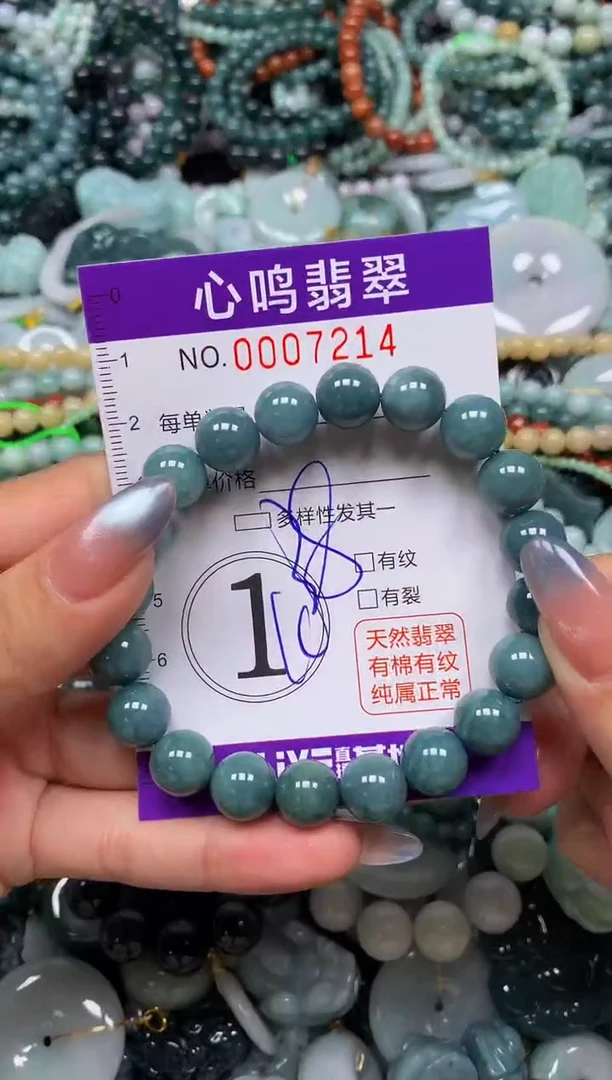 心鸣翡翠
NO.0007214
0
1
2
每单
价格
多样性发其一
有纹
5
1
有裂
6
天然翡翠
有棉有纹
纯属正常